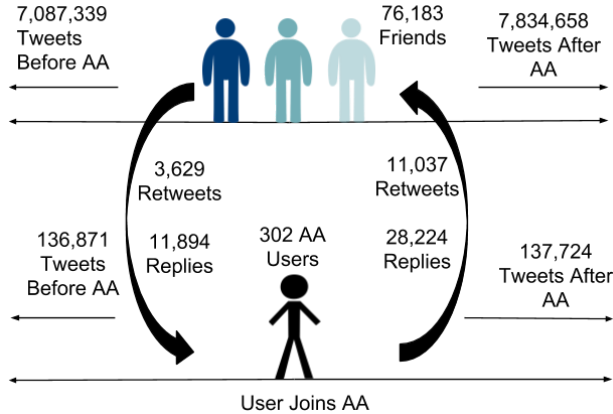 7,087,339
Tweets
Before AA
76,183
Friends
7,834,658
Tweets After
AA
3,629
Retweets
11,894
Replies
11,037
Retweets
28,224
Replies
136,871
Tweets
Before AA
302 AA
Users
137,724
Tweets After
AA
User Joins AA